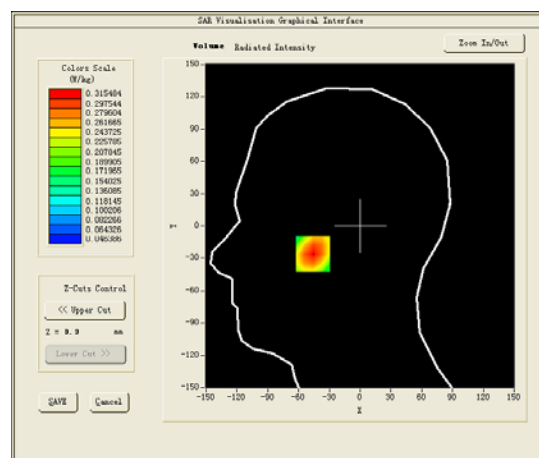 SAR Visualisation Graphical Interface
Volume Radiated Intensity
Zoom In/Out
Colors Scale
(W/kg)
0.315484
0.297544
0.279604
0.261665
0.243725
0.225785
0.207845
0.189905
0.171965
0.154025
0.136085
0.118145
0.100206
0.082266
0.064326
0.046386
Z-Cuts Control
<< Upper Cut
Z = 0.0 mm
Lower Cut >>
SAVE
Cancel
150
120
90
60
30
0
-30
-60
-90
-120
-150
Y
-150 -120 -90 -60 -30 0 30 60 90 120 150
X